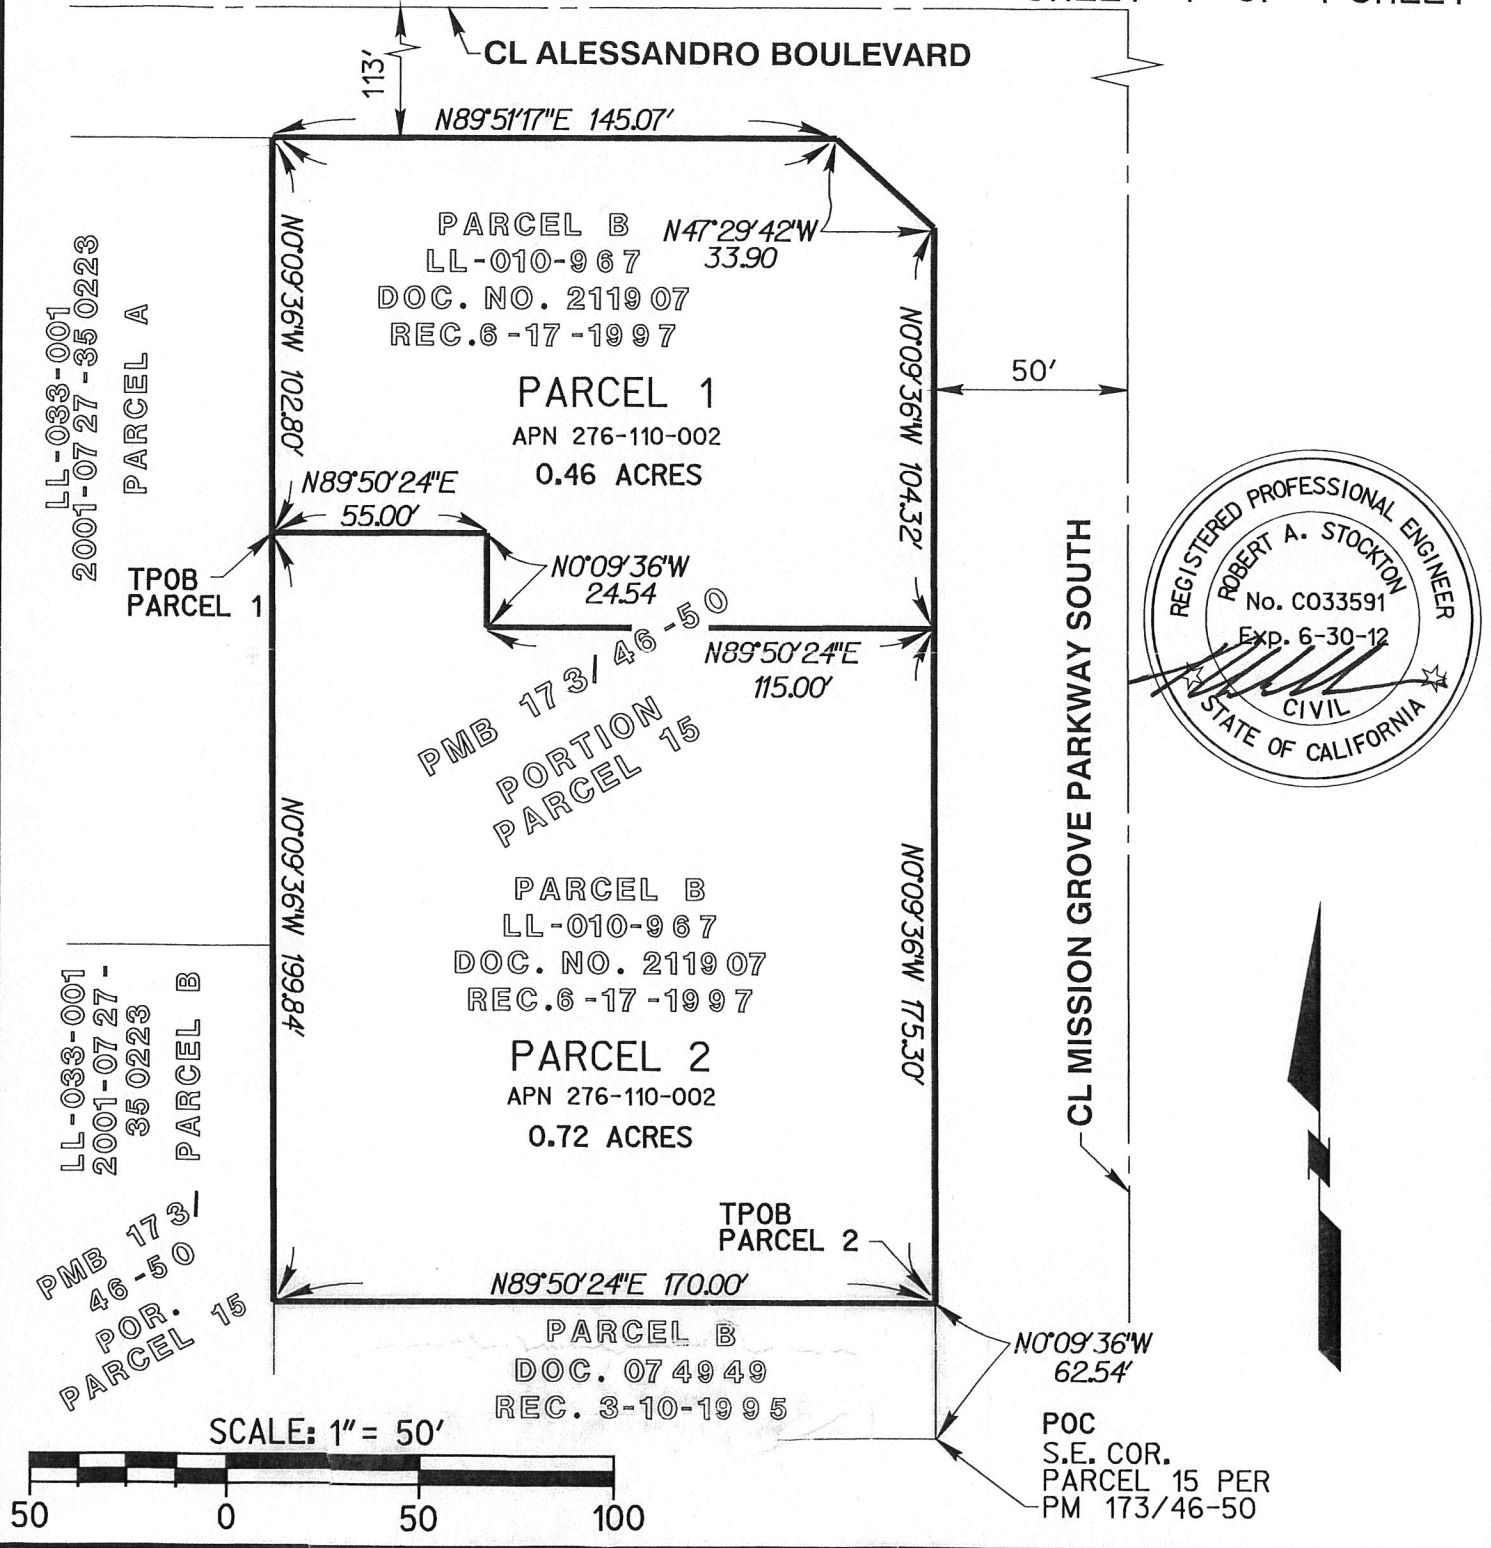 CL ALESSANDRO BOULEVARD
113'
N89°51'17"E 145.07'
N0°09'36"W 102.80'
PARCEL B
LL-010-967
DOC. NO. 211907
REC. 6-17-1997
N47°29'42"W
33.90
LL-033-001
2001-0727-350223
PARCEL A
PARCEL 1
APN 276-110-002
0.46 ACRES
N0°09'36"W 104.32'
50'
N89°50'24"E
55.00'
TPOB
PARCEL 1
N0°09'36"W
24.54
N89°50'24"E
115.00'
PMB 173/46-50
PORTION
PARCEL 15
REGISTERED PROFESSIONAL ENGINEER
ROBERT A. STOCKTON
No. CO33591
Exp. 6-30-12
CIVIL
STATE OF CALIFORNIA
CL MISSION GROVE PARKWAY SOUTH
N0°09'36"W 199.84'
N0°09'36"W 175.30'
PARCEL B
LL-010-967
DOC. NO. 211907
REC. 6-17-1997
PARCEL 2
APN 276-110-002
0.72 ACRES
LL-033-001
2001-0727-
350223
PARCEL B
PMB 173/
46-50
POR.
PARCEL 15
TPOB
PARCEL 2
N89°50'24"E 170.00'
PARCEL B
DOC. 074949
REC. 3-10-1995
N0°09'36"W
62.54'
POC
S.E. COR.
PARCEL 15 PER
PM 173/46-50
SCALE: 1" = 50'
50 0 50 100